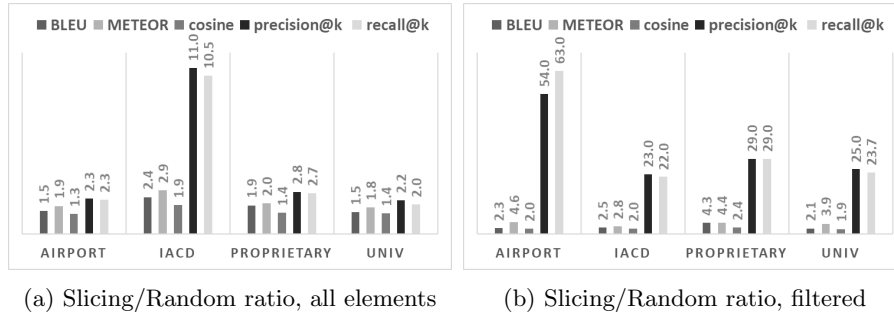 BLEU METEOR cosine precision@k recall@k
1.5 1.9 1.3 2.3 2.3
2.4 2.9 1.9 11.0 10.5
1.9 2.0 1.4 2.8 2.7
1.5 1.8 1.4 2.2 2.0
AIRPORT IACD PROPRIETARY UNIV
(a) Slicing/Random ratio, all elements
BLEU METEOR cosine precision@k recall@k
2.3 4.6 2.0 54.0 63.0
2.5 2.8 2.0 23.0 22.0
4.3 4.4 2.4 29.0 29.0
2.1 3.9 1.9 25.0 23.7
AIRPORT IACD PROPRIETARY UNIV
(b) Slicing/Random ratio, filtered